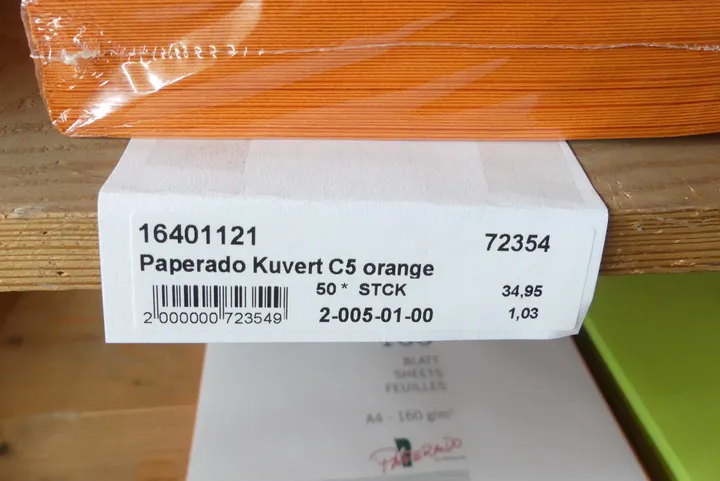 16401121 72354
Paperado Kuvert C5 orange
50 * STCK 34,95
2 000000 723549 2-005-01-00 1,03
BLATT
SHEETS
FEUILLES
A4 - 160 gm²
PAPERADO